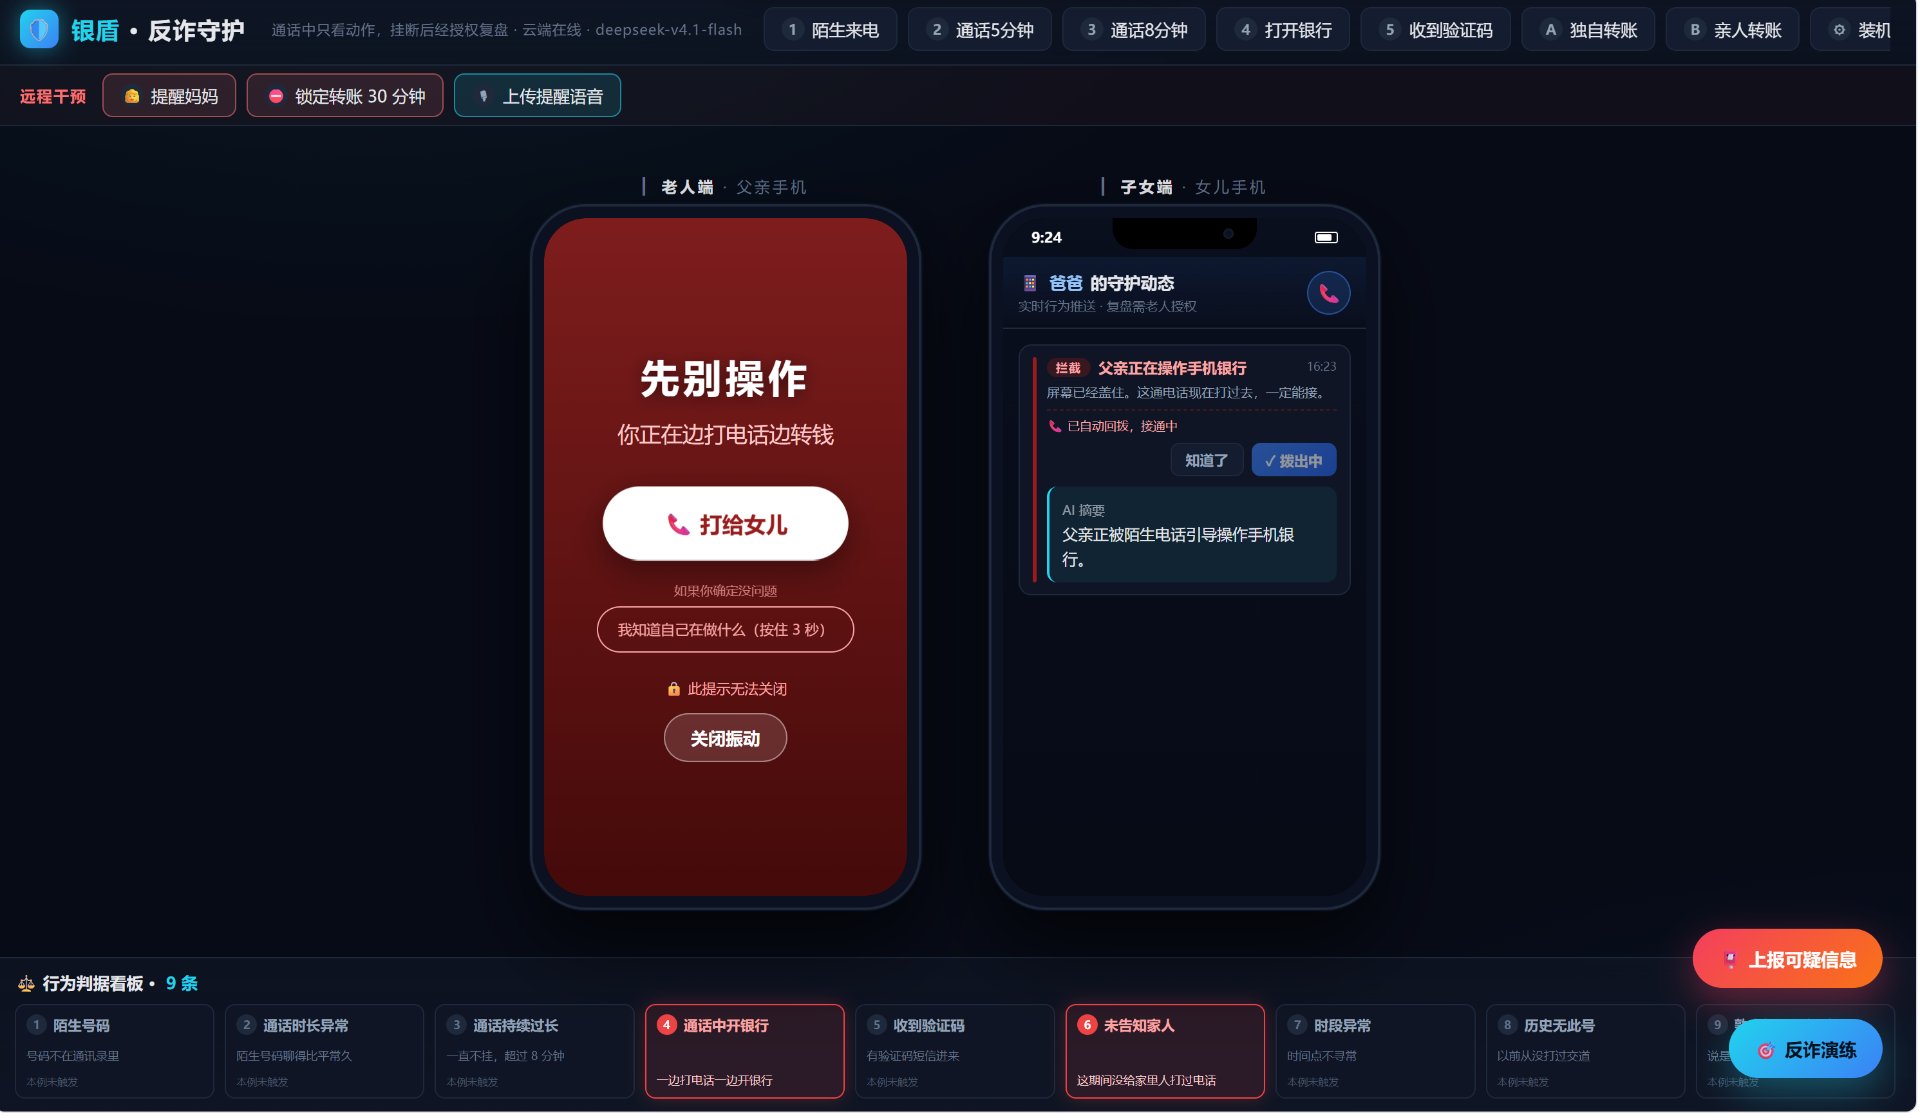 银盾 · 反诈守护
通话中只看动作，挂断后经授权复盘 · 云端在线 · deepseek-v4.1-flash
1 陌生来电
2 通话5分钟
3 通话8分钟
4 打开银行
5 收到验证码
A 独自转账
B 亲人转账
装机
远程干预
提醒妈妈
锁定转账 30 分钟
上传提醒语音
老人端 · 父亲手机
先别操作
你正在边打电话边转钱
打给女儿
如果你确定没问题
我知道自己在做什么（按住 3 秒）
此提示无法关闭
关闭振动
子女端 · 女儿手机
9:24
爸爸 的守护动态
实时行为推送 · 复盘需老人授权
拦截 父亲正在操作手机银行 16:23
屏幕已经盖住。这通电话现在打过去，一定能接。
已自动回拨，接通中
知道了
✓ 拨出中
AI 摘要
父亲正被陌生电话引导操作手机银
行。
上报可疑信息
行为判据看板 · 9 条
1 陌生号码
号码不在通讯录里
本例未触发
2 通话时长异常
陌生号码聊得比平常久
本例未触发
3 通话持续过长
一直不挂，超过 8 分钟
本例未触发
4 通话中开银行
一边打电话一边开银行
5 收到验证码
有验证码短信进来
本例未触发
6 未告知家人
这期间没给家里人打过电话
7 时段异常
时间点不寻常
本例未触发
8 历史无此号
以前从没打过交道
本例未触发
9
说是
本例未触发
反诈演练